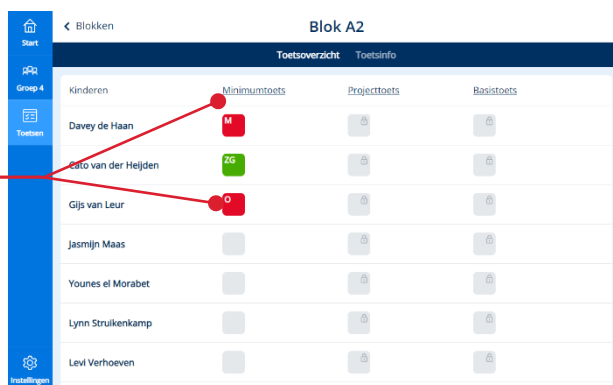 Start
Groep 4
Toetsen
Instellingen
Blokken
Blok A2
Toetsoverzicht Toetsinfo
Kinderen Minimumtoets Projecttoets Basistoets
Davey de Haan M
Cato van der Heijden ZG
Gijs van Leur O
Jasmijn Maas
Younes el Morabet
Lynn Struikenkamp
Levi Verhoeven